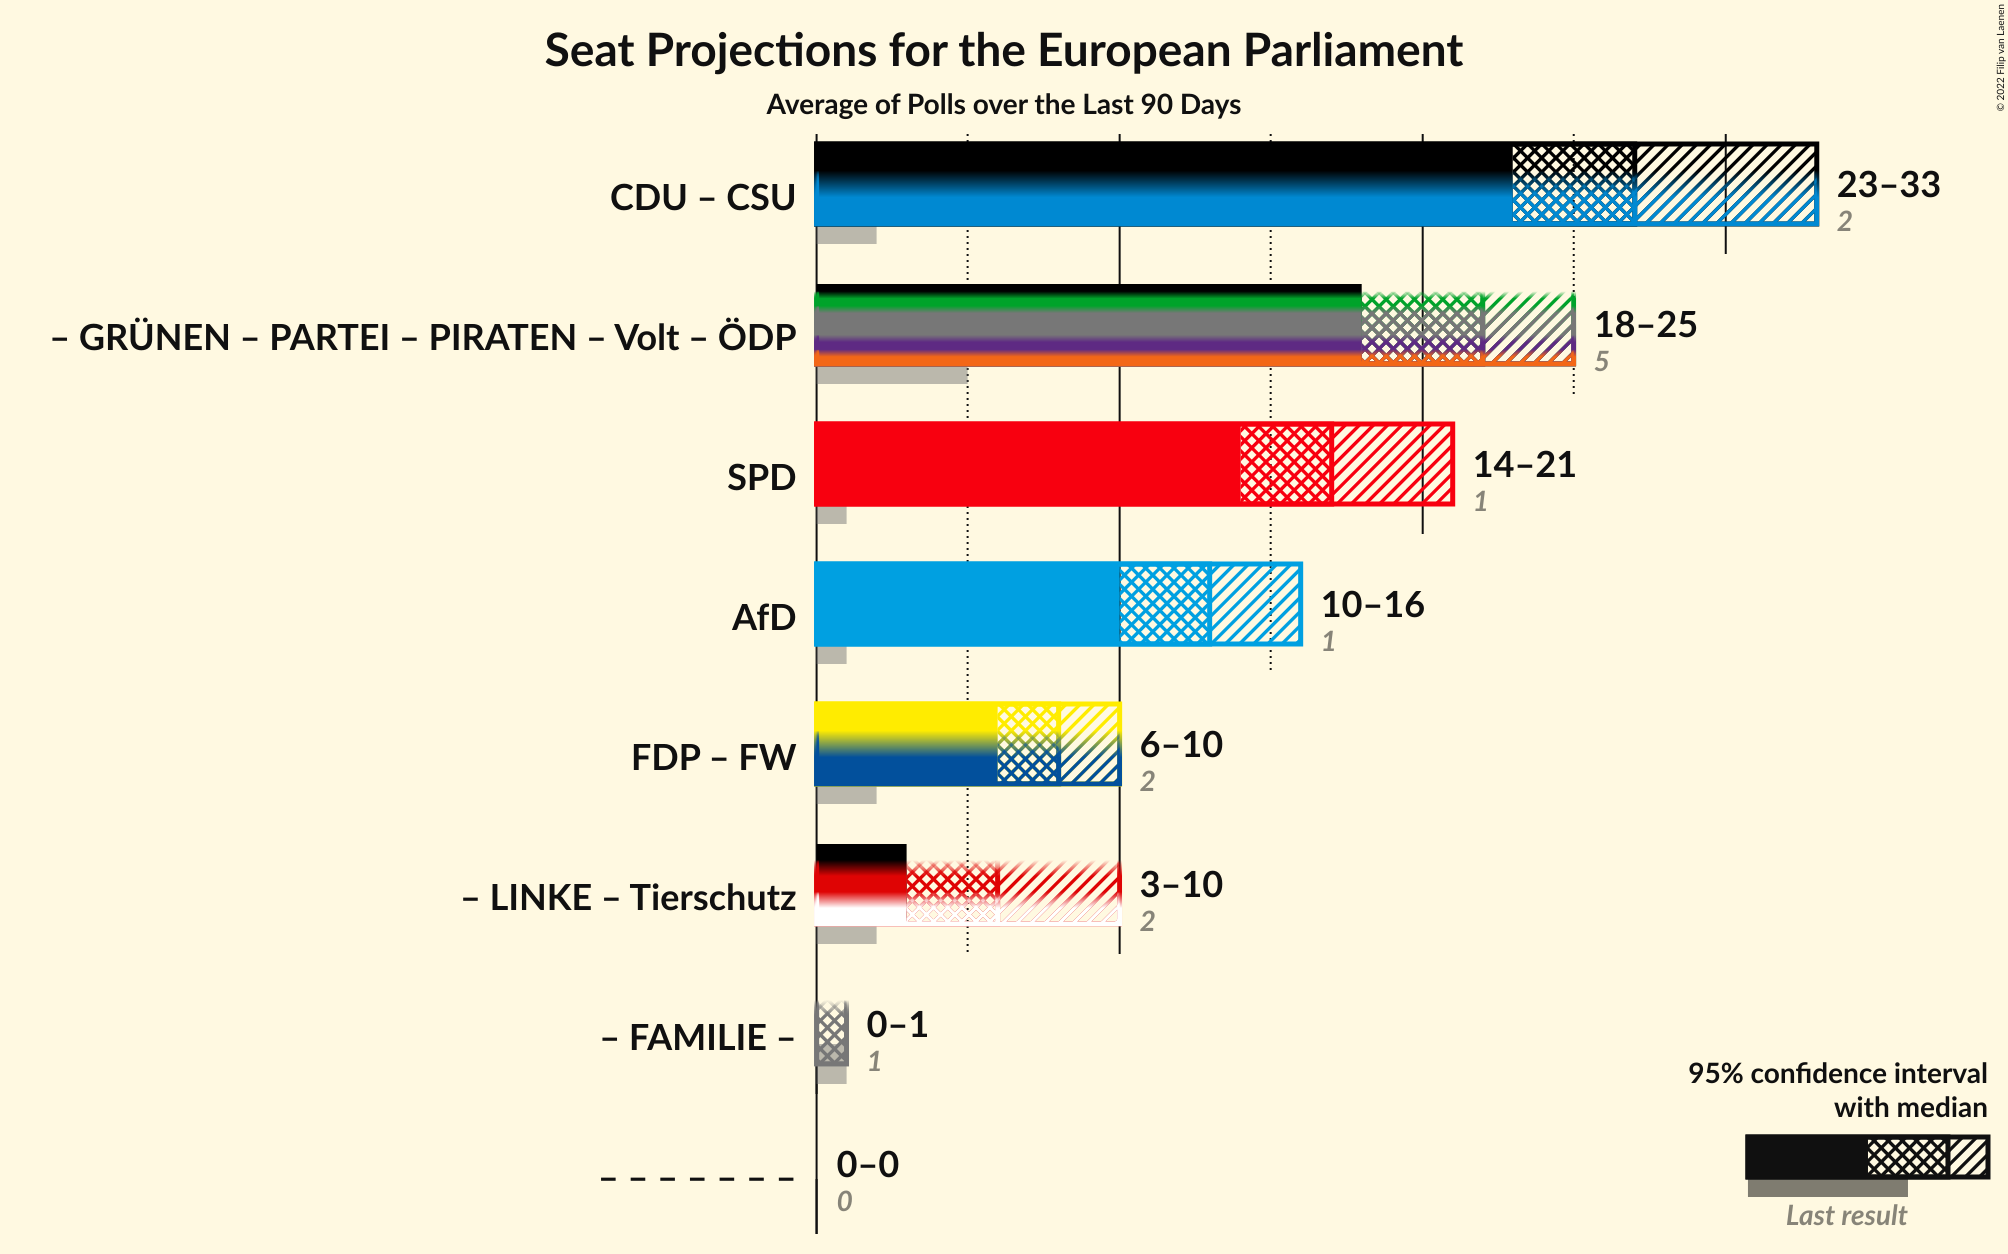 Seat Projections for the European Parliament
Average of Polls over the Last 90 Days
© 2022 Filip van Laenen
CDU – CSU
23–33
2
– GRÜNEN – PARTEI – PIRATEN – Volt – ÖDP
18–25
5
SPD
14–21
1
AfD
10–16
1
FDP – FW
6–10
2
– LINKE – Tierschutz
3–10
2
– FAMILIE –
0–1
1
– – – – – – –
0–0
0
95% confidence interval
with median
Last result